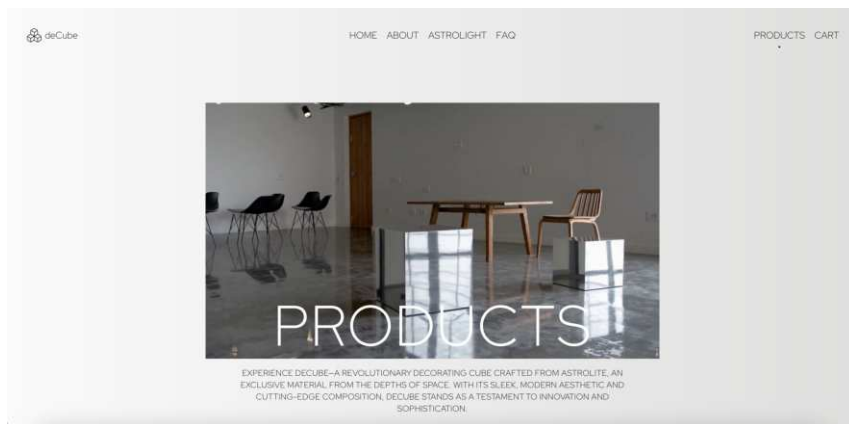 deCube
HOME ABOUT ASTROLIGHT FAQ
PRODUCTS CART
PRODUCTS
EXPERIENCE DECUBE—A REVOLUTIONARY DECORATING CUBE CRAFTED FROM ASTROLITE, AN
EXCLUSIVE MATERIAL FROM THE DEPTHS OF SPACE. WITH ITS SLEEK, MODERN AESTHETIC AND
CUTTING-EDGE COMPOSITION, DECUBE STANDS AS A TESTAMENT TO INNOVATION AND
SOPHISTICATION.